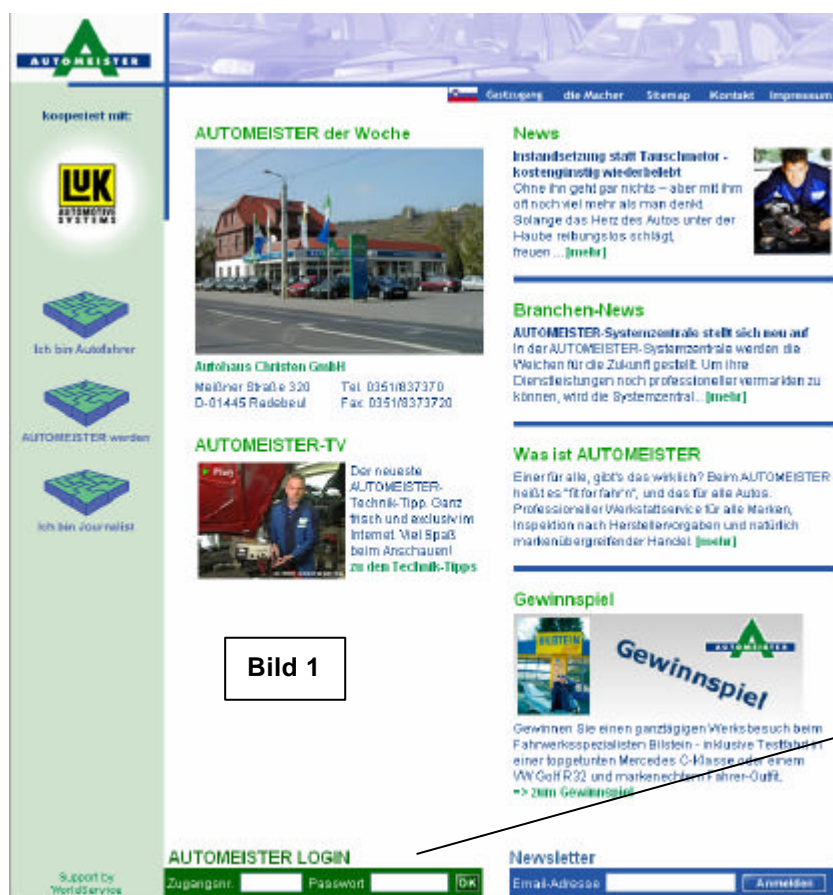 AUTOMEISTER
Gastzugang die Macher Sitemap Kontakt Impressum
kooperiert mit:
LUK
AUTOMOTIVE
SYSTEMS
Ich bin Autofahrer
AUTOMEISTER werden
Ich bin Journalist
Support by
WorldService
AUTOMEISTER der Woche
Autohaus Christen GmbH
Meißner Straße 320 Tel. 0351/837370
D-01445 Radebeul Fax: 0351/8373720
AUTOMEISTER-TV
Play
Der neueste
AUTOMEISTER-
Technik-Tipp. Ganz
frisch und exclusiv im
Internet. Viel Spaß
beim Anschauen!
zu den Technik-Tipps
Bild 1
News
Instandsetzung statt Tauschmotor -
kostengünstig wiederbelebt
Ohne ihn geht gar nichts – aber mit ihm
oft noch viel mehr als man denkt.
Solange das Herz des Autos unter der
Haube reibungslos schlägt,
freuen ...[mehr]
Branchen-News
AUTOMEISTER-Systemzentrale stellt sich neu auf
In der AUTOMEISTER-Systemzentrale werden die
Weichen für die Zukunft gestellt. Um ihre
Dienstleistungen noch professioneller vermarkten zu
können, wird die Systemzentral...[mehr]
Was ist AUTOMEISTER
Einer für alle, gibt's das wirklich? Beim AUTOMEISTER
heißt es "fit for fahr'n", und das für alle Autos.
Professioneller Werkstattservice für alle Marken,
Inspektion nach Herstellervorgaben und natürlich
markenübergreifender Handel. [mehr]
Gewinnspiel
BILSTEIN
Gewinnspiel
AUTOMEISTER
Gewinnen Sie einen ganztägigen Werksbesuch beim
Fahrwerksspezialisten Bilstein - inklusive Testfahrt in
einer topgetunten Mercedes C-Klasse oder einem
VW Golf R32 und markenechtem Fahrer-Outfit.
=> zum Gewinnspiel
AUTOMEISTER LOGIN
Zugangsnr. Passwort OK
Newsletter
Email-Adresse Anmelden